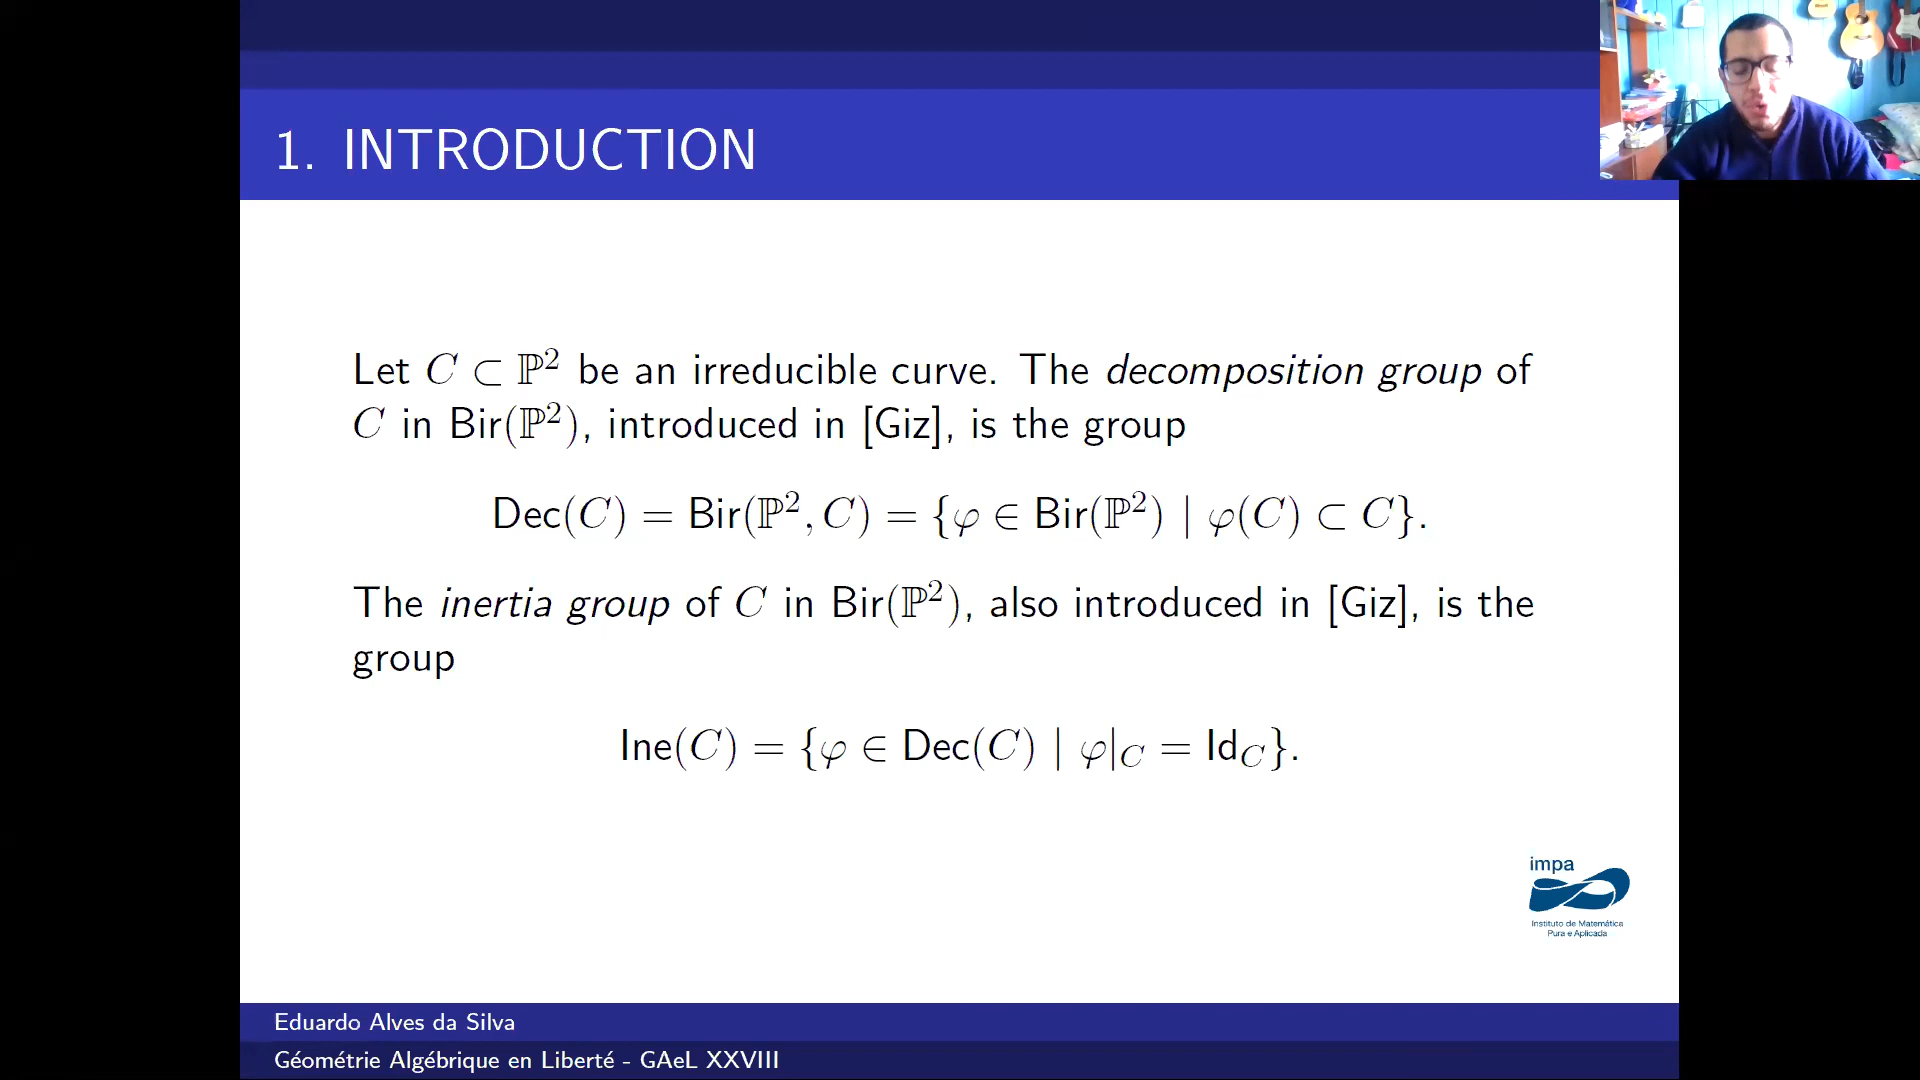 1. INTRODUCTION
Let C ⊂ ℙ² be an irreducible curve. The decomposition group of
C in Bir(ℙ²), introduced in [Giz], is the group
Dec(C) = Bir(ℙ², C) = {φ ∈ Bir(ℙ²) | φ(C) ⊂ C}.
The inertia group of C in Bir(ℙ²), also introduced in [Giz], is the
group
Ine(C) = {φ ∈ Dec(C) | φ|_C = Id_C}.
impa
Instituto de Matemática
Pura e Aplicada
Eduardo Alves da Silva
Géométrie Algébrique en Liberté - GAeL XXVIII